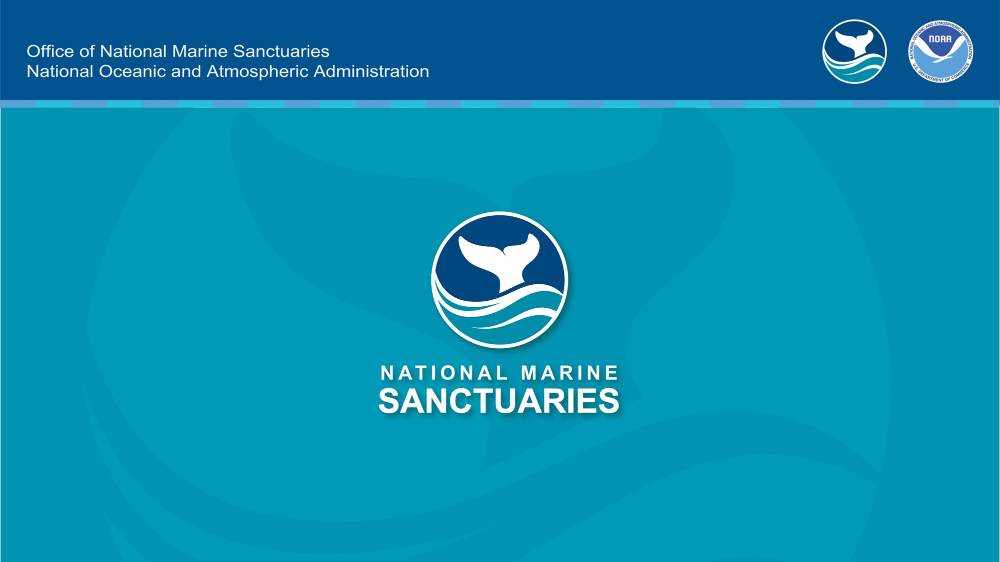 Office of National Marine Sanctuaries
National Oceanic and Atmospheric Administration
NATIONAL OCEANIC AND ATMOSPHERIC ADMINISTRATION
NOAA
U.S. DEPARTMENT OF COMMERCE
NATIONAL MARINE
SANCTUARIES